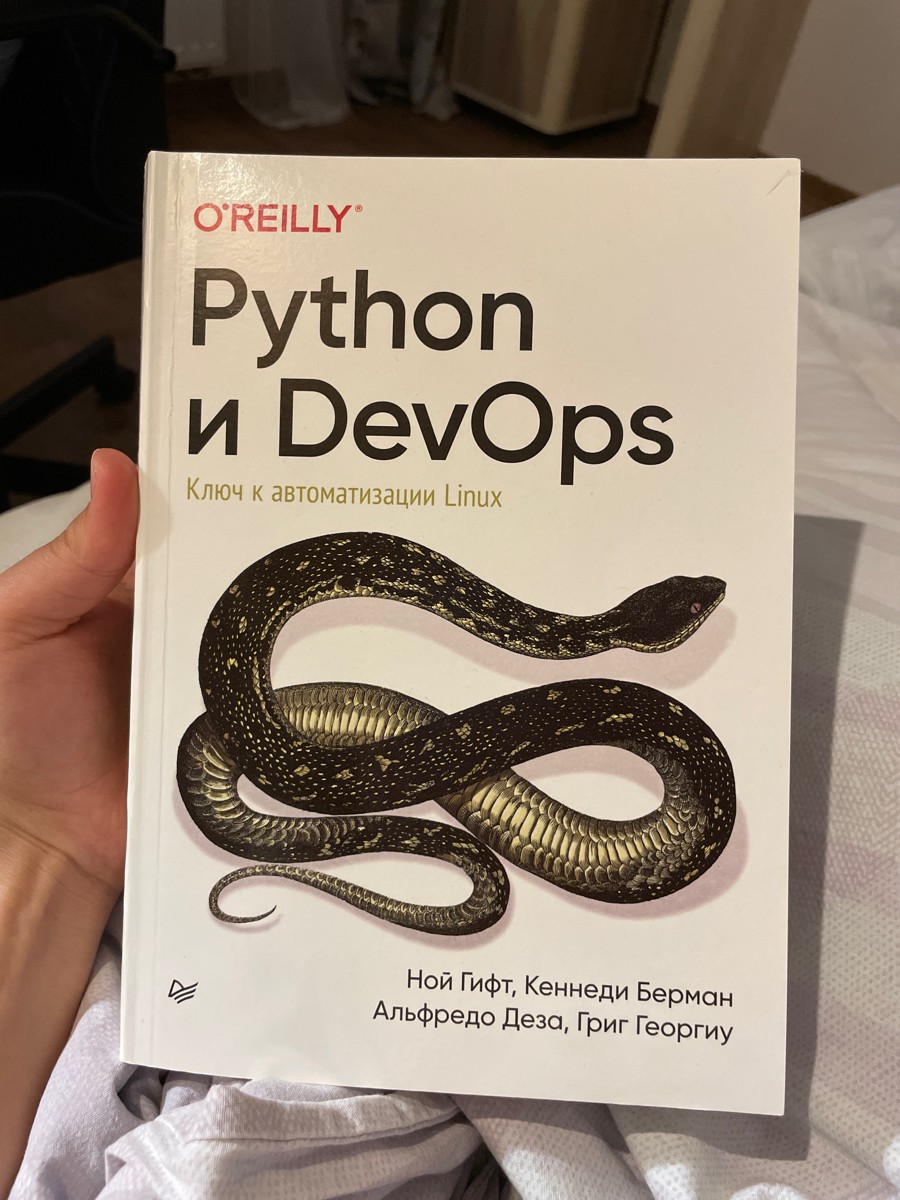 O'REILLY®
Python
и DevOps
Ключ к автоматизации Linux
Ной Гифт, Кеннеди Берман
Альфредо Деза, Григ Георгиу